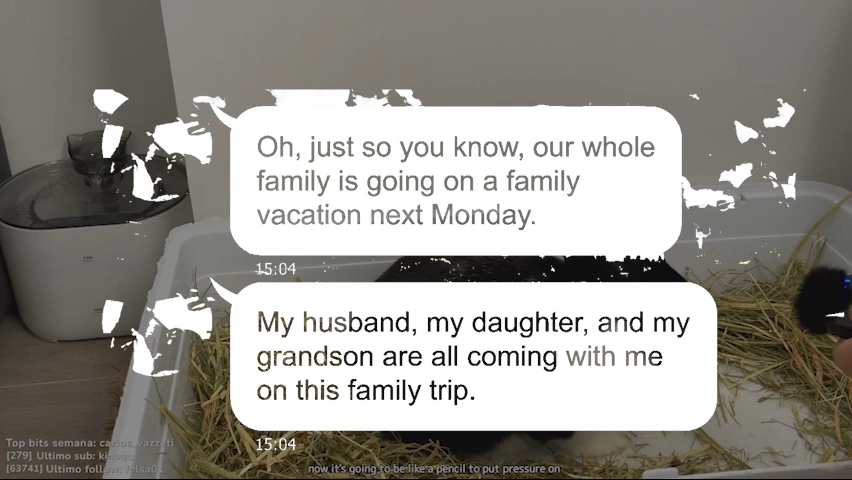 Oh, just so you know, our whole
family is going on a family
vacation next Monday.
15:04
My husband, my daughter, and my
grandson are all coming with me
on this family trip.
15:04
Top bits semana: carlos_vazzeti
[279] Ultimo sub:
[63741] Ultimo follow:
now it's going to be like a pencil to put pressure on